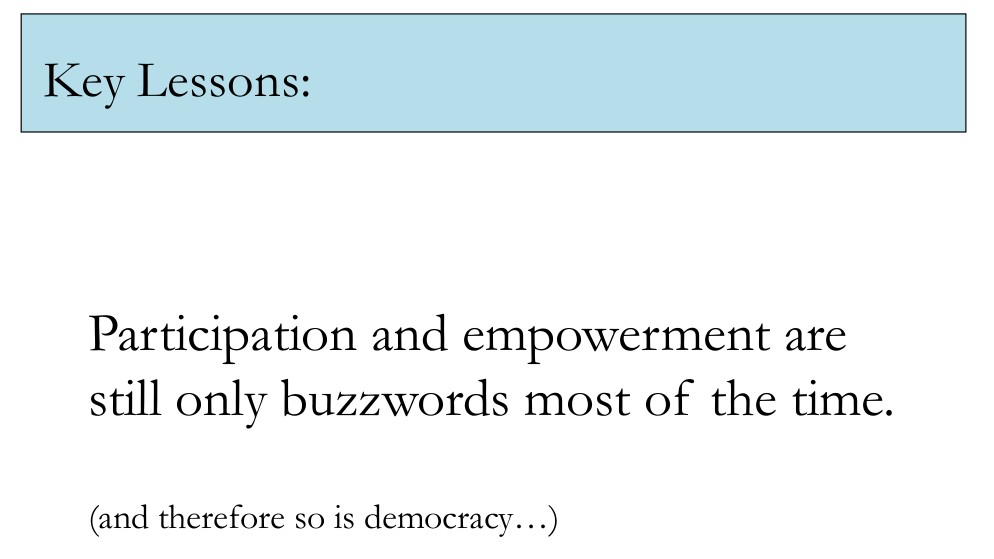 Key Lessons:
Participation and empowerment are
still only buzzwords most of the time.
(and therefore so is democracy…)